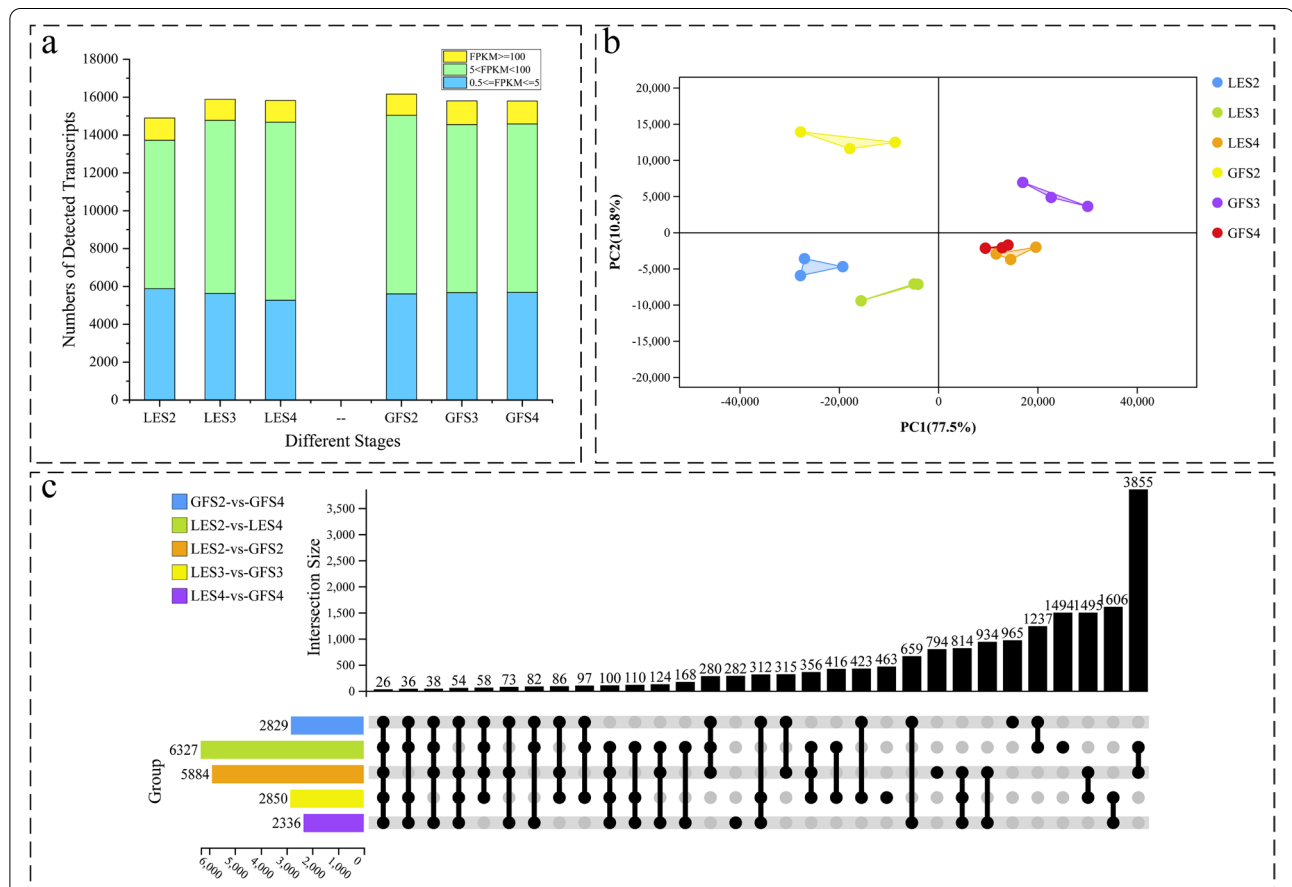 a
18000
16000
14000
12000
10000
8000
6000
4000
2000
0
Numbers of Detected Transcripts
FPKM>=100
5<FPKM<100
0.5<=FPKM<=5
LES2 LES3 LES4 -- GFS2 GFS3 GFS4
Different Stages
b
20,000
15,000
10,000
5,000
0
-5,000
-10,000
-15,000
-20,000
PC2(10.8%)
-40,000 -20,000 0 20,000 40,000
PC1(77.5%)
LES2
LES3
LES4
GFS2
GFS3
GFS4
c
GFS2-vs-GFS4
LES2-vs-LES4
LES2-vs-GFS2
LES3-vs-GFS3
LES4-vs-GFS4
Intersection Size
3,500
3,000
2,500
2,000
1,500
1,000
500
0
26 36 38 54 58 73 82 86 97 100 110 124 168 280 282 312 315 356 416 423 463 659 794 814 934 965 1237 1494 1495 1606 3855
Group
2829
6327
5884
2850
2336
6,000 5,000 4,000 3,000 2,000 1,000 0